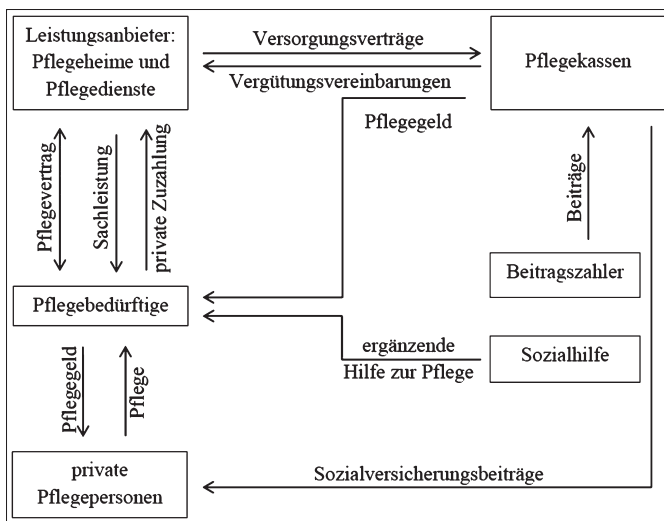 Leistungsanbieter:
Pflegeheime und
Pflegedienste
Versorgungsverträge
Vergütungsvereinbarungen
Pflegekassen
Pflegegeld
Pflegevertrag
Sachleistung
private Zuzahlung
Beiträge
Beitragszahler
Pflegebedürftige
ergänzende
Hilfe zur Pflege
Sozialhilfe
Pflegegeld
Pflege
private
Pflegepersonen
Sozialversicherungsbeiträge